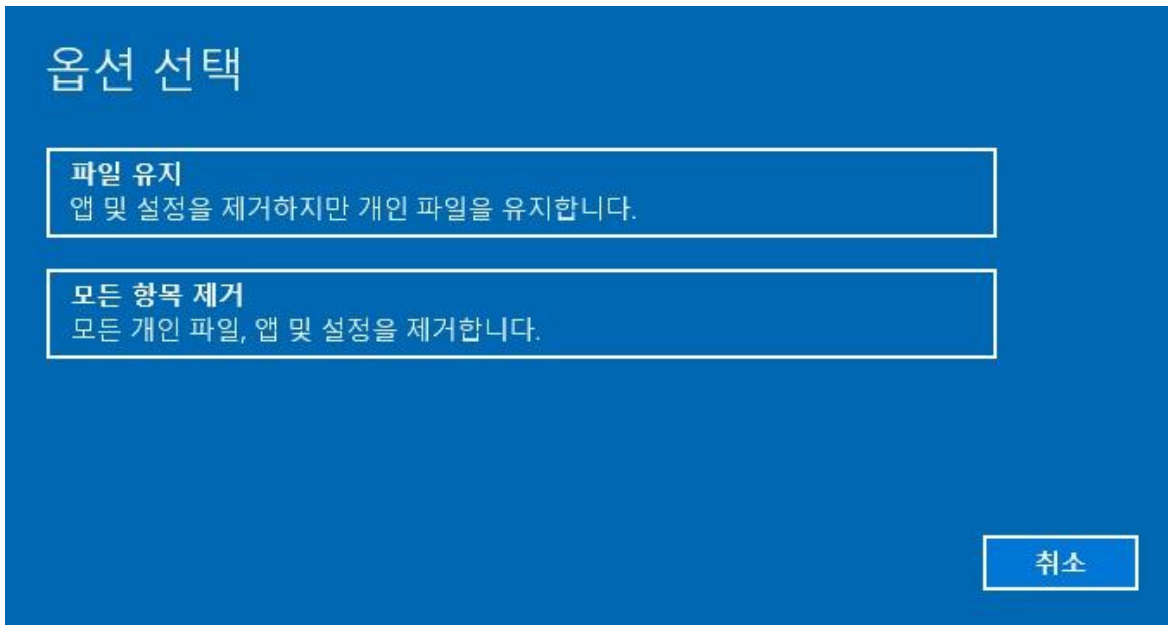 옵션 선택
파일 유지
앱 및 설정을 제거하지만 개인 파일을 유지합니다.
모든 항목 제거
모든 개인 파일, 앱 및 설정을 제거합니다.
취소